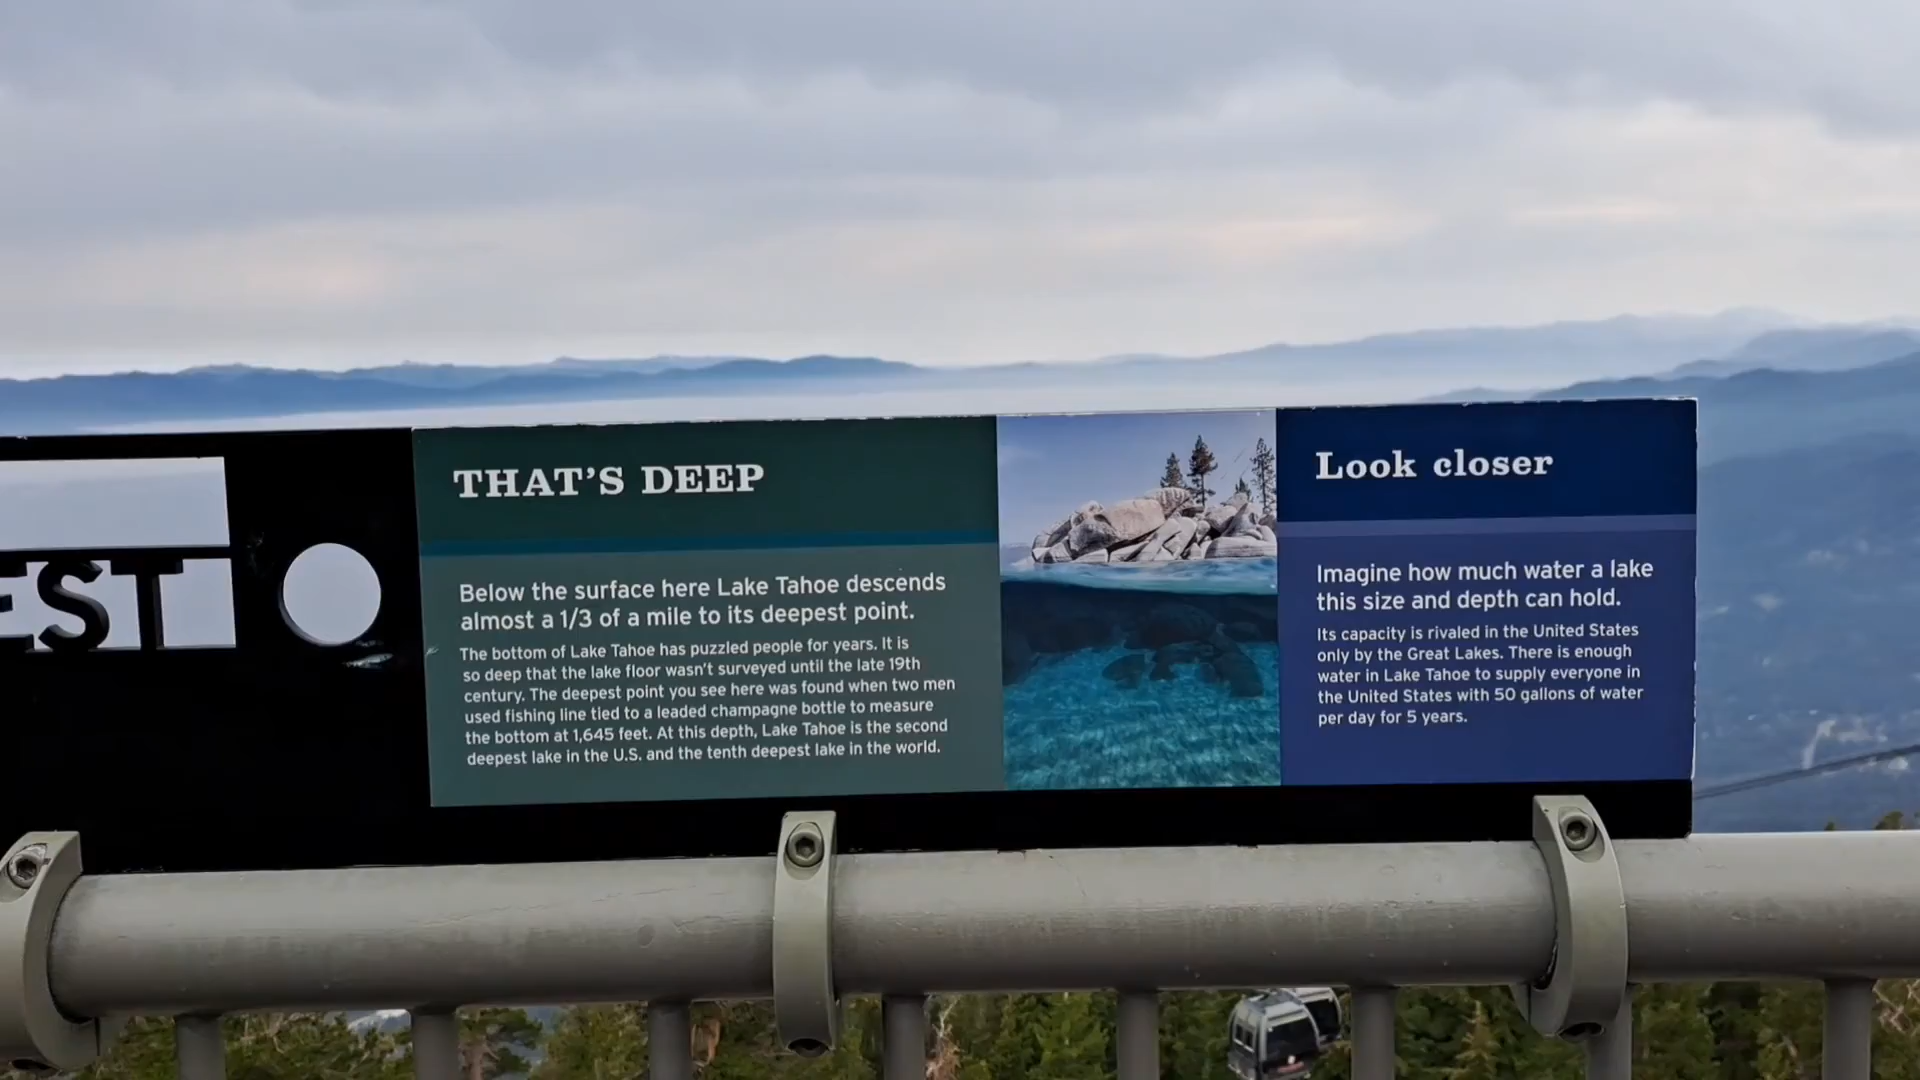 EST
THAT'S DEEP
Below the surface here Lake Tahoe descends
almost a 1/3 of a mile to its deepest point.
The bottom of Lake Tahoe has puzzled people for years. It is
so deep that the lake floor wasn't surveyed until the late 19th
century. The deepest point you see here was found when two men
used fishing line tied to a leaded champagne bottle to measure
the bottom at 1,645 feet. At this depth, Lake Tahoe is the second
deepest lake in the U.S. and the tenth deepest lake in the world.
Look closer
Imagine how much water a lake
this size and depth can hold.
Its capacity is rivaled in the United States
only by the Great Lakes. There is enough
water in Lake Tahoe to supply everyone in
the United States with 50 gallons of water
per day for 5 years.